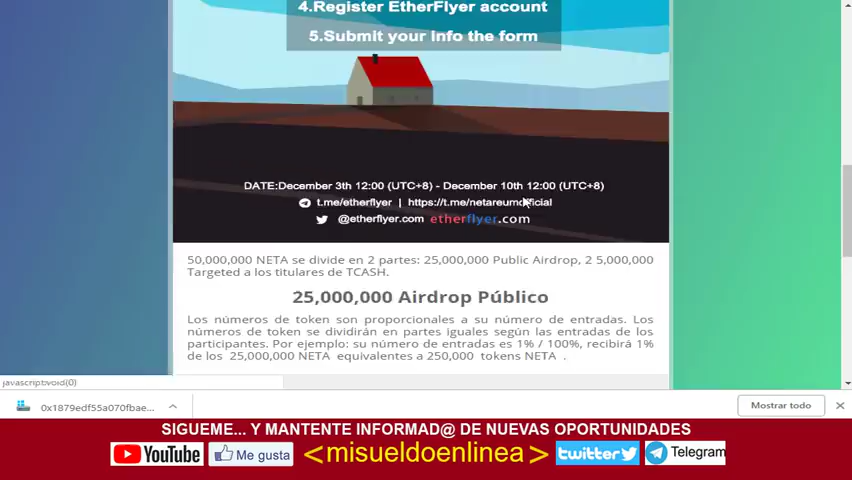 4.Register EtherFlyer account
5.Submit your info the form
DATE:December 3th 12:00 (UTC+8) - December 10th 12:00 (UTC+8)
t.me/etherflyer | https://t.me/netareumofficial
@etherflyer.com etherflyer.com
50,000,000 NETA se divide en 2 partes: 25,000,000 Public Airdrop, 2 5,000,000
Targeted a los titulares de TCASH.
25,000,000 Airdrop Público
Los números de token son proporcionales a su número de entradas. Los
números de token se dividirán en partes iguales según las entradas de los
participantes. Por ejemplo: su número de entradas es 1% / 100%, recibirá 1%
de los 25,000,000 NETA equivalentes a 250,000 tokens NETA .
javascript:void(0)
0x1879edf55a070fbae...
Mostrar todo
SIGUEME... Y MANTENTE INFORMAD@ DE NUEVAS OPORTUNIDADES
YouTube Me gusta <misueldoenlinea> twitter Telegram